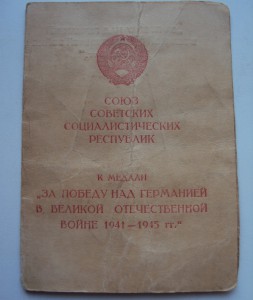 СОЮЗ
СОВЕТСКИХ
СОЦИАЛИСТИЧЕСКИХ
РЕСПУБЛИК
К МЕДАЛИ
„ЗА ПОБЕДУ НАД ГЕРМАНИЕЙ
В ВЕЛИКОЙ ОТЕЧЕСТВЕННОЙ
ВОЙНЕ 1941—1945 гг.“